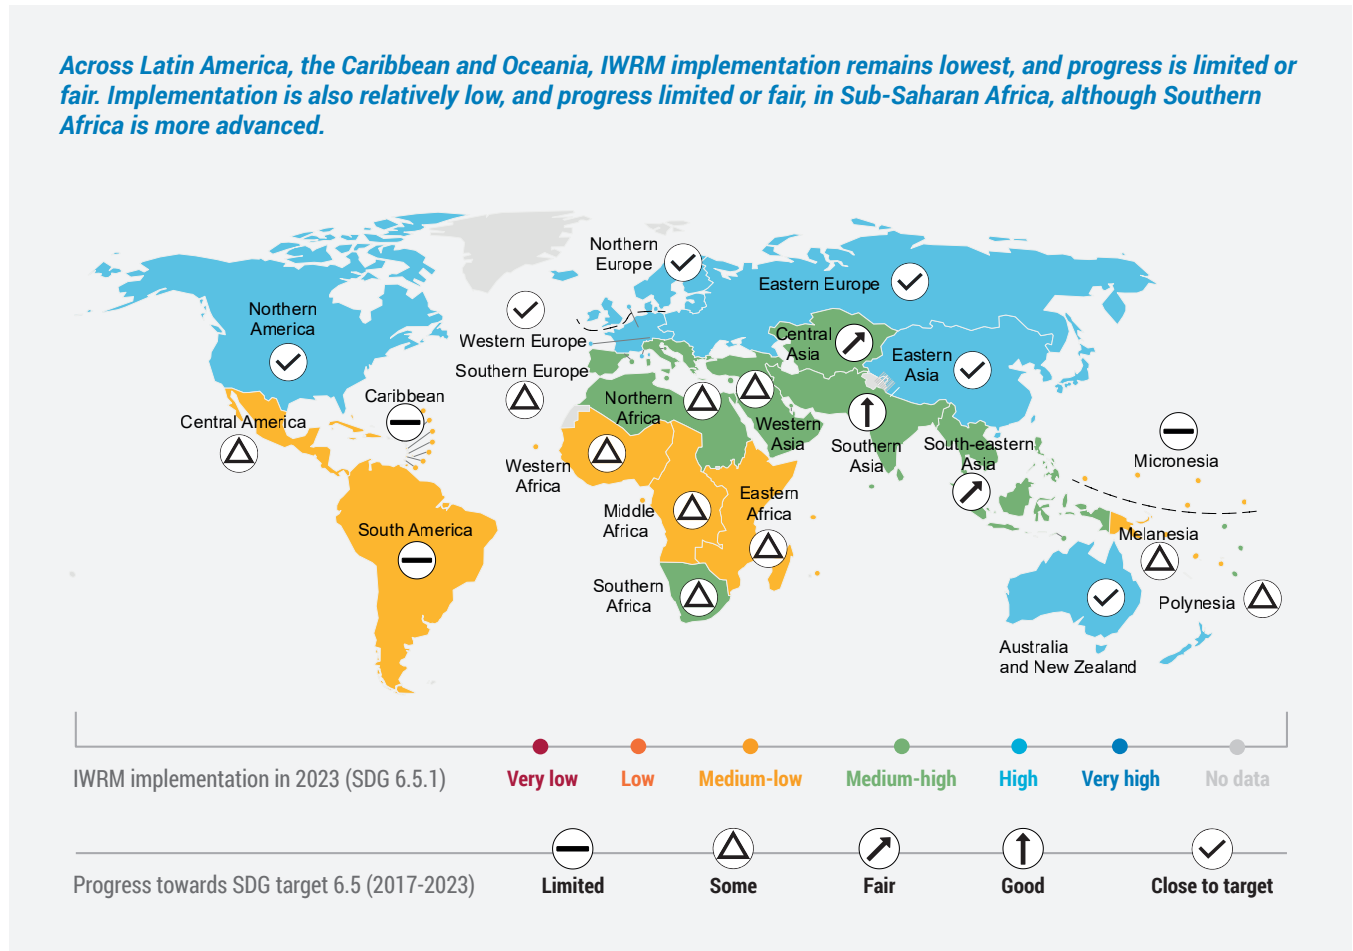 Across Latin America, the Caribbean and Oceania, IWRM implementation remains lowest, and progress is limited or
fair. Implementation is also relatively low, and progress limited or fair, in Sub-Saharan Africa, although Southern
Africa is more advanced.
Northern
Europe
Eastern Europe
Northern
America
Western Europe
Central
Asia
Eastern
Asia
Southern Europe
Caribbean
Northern
Africa
Central America
Western
Asia
Southern
Asia
South-eastern
Asia
Micronesia
Western
Africa
Eastern
Africa
Middle
Africa
South America
Melanesia
Southern
Africa
Polynesia
Australia
and New Zealand
IWRM implementation in 2023 (SDG 6.5.1)
Very low
Low
Medium-low
Medium-high
High
Very high
No data
Progress towards SDG target 6.5 (2017-2023)
Limited
Some
Fair
Good
Close to target